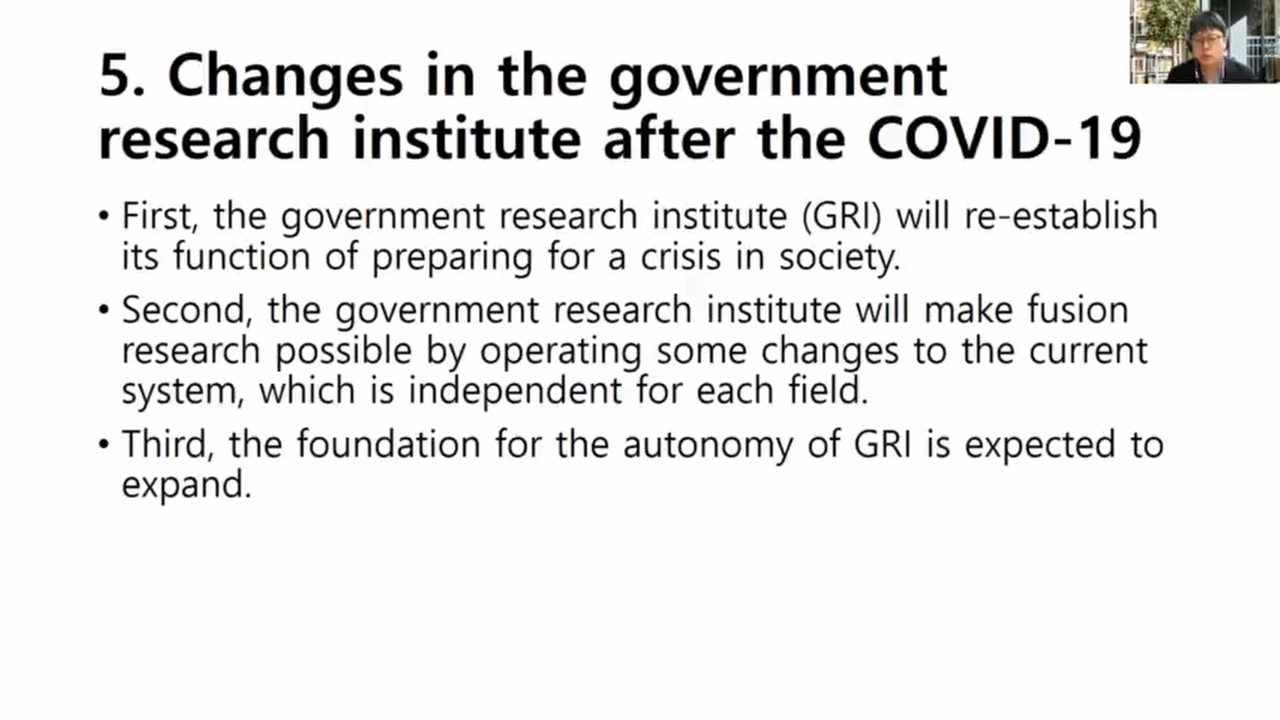 5. Changes in the government
research institute after the COVID-19
• First, the government research institute (GRI) will re-establish
its function of preparing for a crisis in society.
• Second, the government research institute will make fusion
research possible by operating some changes to the current
system, which is independent for each field.
• Third, the foundation for the autonomy of GRI is expected to
expand.